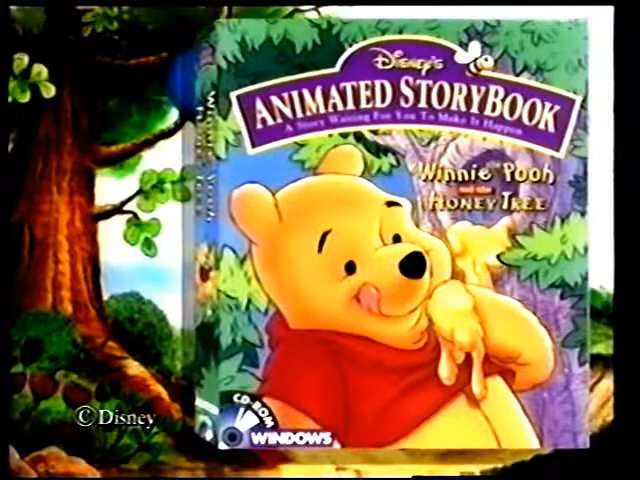 Disney's
ANIMATED STORYBOOK
A Story Waiting For You To Make It Happen
Winnie the Pooh
and the
HONEY TREE
CD-ROM
WINDOWS
© Disney